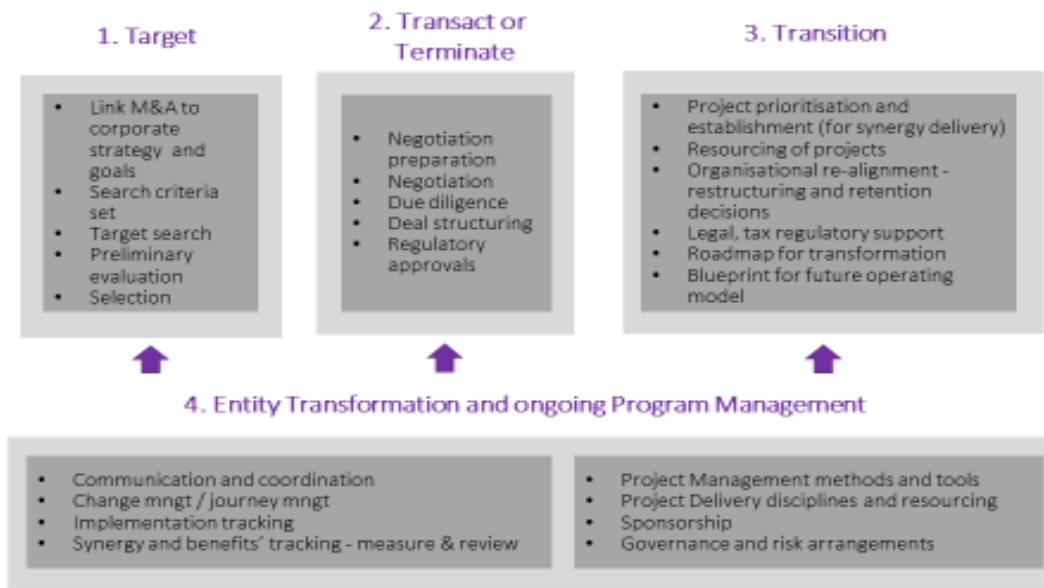 1. Target
• Link M&A to
corporate
strategy and
goals
• Search criteria
set
• Target search
• Preliminary
evaluation
• Selection
2. Transact or
Terminate
• Negotiation
preparation
• Negotiation
• Due diligence
• Deal structuring
• Regulatory
approvals
3. Transition
• Project prioritisation and
establishment (for synergy delivery)
• Resourcing of projects
• Organisational re-alignment -
restructuring and retention
decisions
• Legal, tax regulatory support
• Roadmap for transformation
• Blueprint for future operating
model
4. Entity Transformation and ongoing Program Management
• Communication and coordination
• Change mngt / journey mngt
• Implementation tracking
• Synergy and benefits' tracking - measure & review
• Project Management methods and tools
• Project Delivery disciplines and resourcing
• Sponsorship
• Governance and risk arrangements